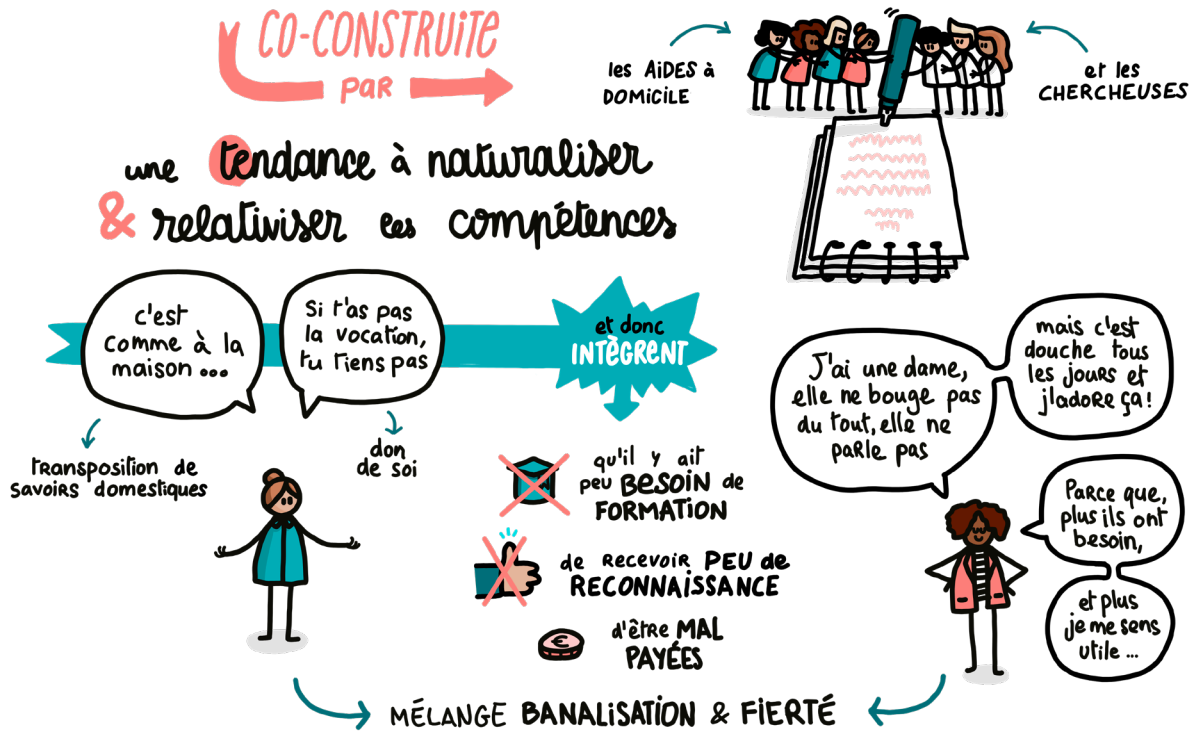 CO-CONSTRUITE
PAR
les AIDES à
DOMICILE
et les
CHERCHEUSES
une tendance à naturaliser
& relativiser les compétences
c'est
comme à la
maison...
Si t'as pas
la vocation,
tu tiens pas
et donc
INTÈGRENT
transposition de
savoirs domestiques
don
de soi
qu'il y ait
peu BESOIN de
FORMATION
de recevoir PEU de
RECONNAISSANCE
€
d'être MAL
PAYÉES
J'ai une dame,
elle ne bouge pas
du tout, elle ne
parle pas
mais c'est
douche tous
les jours et
j'adore ça!
Parce que,
plus ils ont
besoin,
et plus
je me sens
utile...
MÉLANGE BANALISATION & FIERTÉ